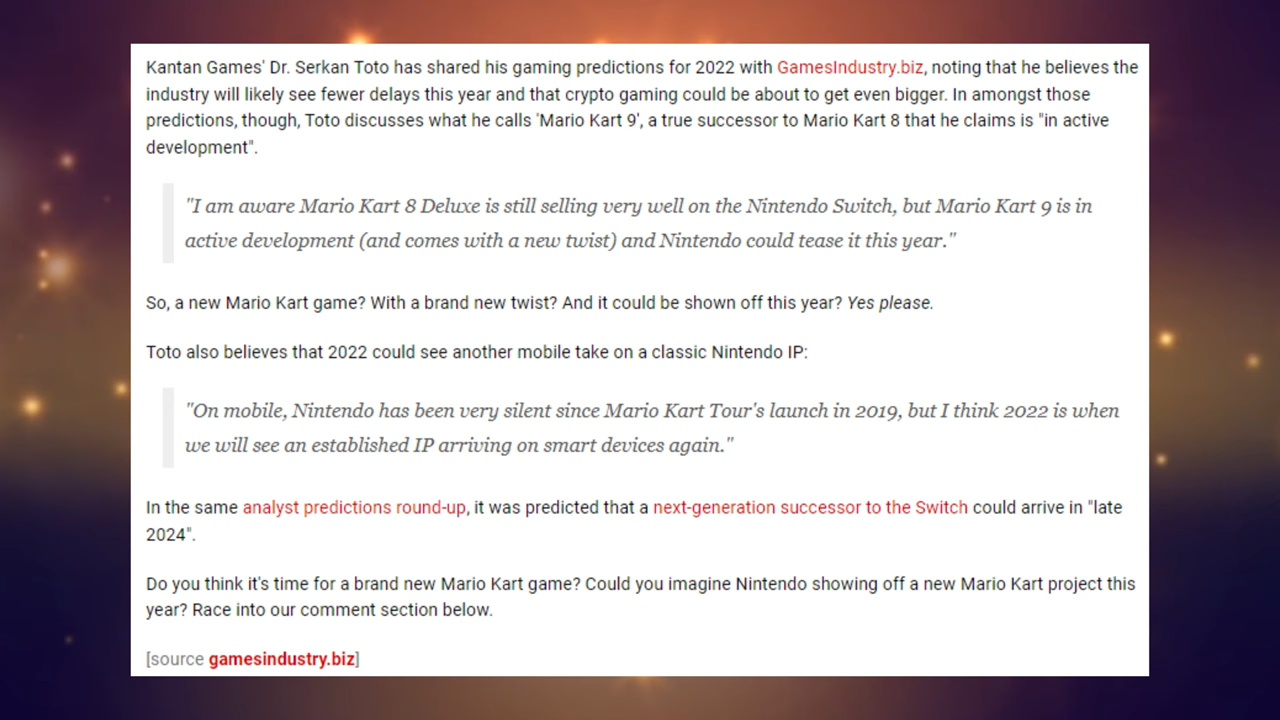 Kantan Games' Dr. Serkan Toto has shared his gaming predictions for 2022 with GamesIndustry.biz, noting that he believes the
industry will likely see fewer delays this year and that crypto gaming could be about to get even bigger. In amongst those
predictions, though, Toto discusses what he calls 'Mario Kart 9', a true successor to Mario Kart 8 that he claims is "in active
development".
"I am aware Mario Kart 8 Deluxe is still selling very well on the Nintendo Switch, but Mario Kart 9 is in
active development (and comes with a new twist) and Nintendo could tease it this year."
So, a new Mario Kart game? With a brand new twist? And it could be shown off this year? Yes please.
Toto also believes that 2022 could see another mobile take on a classic Nintendo IP:
"On mobile, Nintendo has been very silent since Mario Kart Tour's launch in 2019, but I think 2022 is when
we will see an established IP arriving on smart devices again."
In the same analyst predictions round-up, it was predicted that a next-generation successor to the Switch could arrive in "late
2024".
Do you think it's time for a brand new Mario Kart game? Could you imagine Nintendo showing off a new Mario Kart project this
year? Race into our comment section below.
[source gamesindustry.biz]